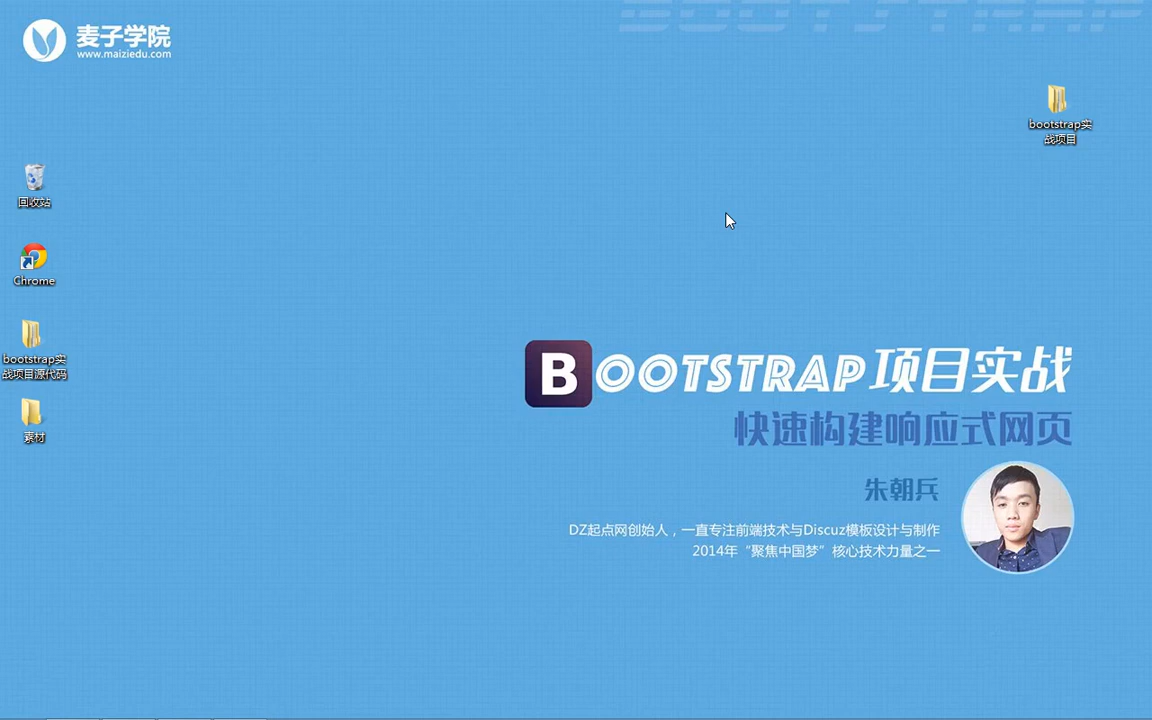 BOOTSTRAP
麦子学院
www.maiziedu.com
bootstrap实
战项目
回收站
Chrome
bootstrap实
战项目源代码
素材
BOOTSTRAP项目实战
快速构建响应式网页
朱朝兵
DZ起点网创始人，一直专注前端技术与Discuz模板设计与制作
2014年“聚焦中国梦”核心技术力量之一